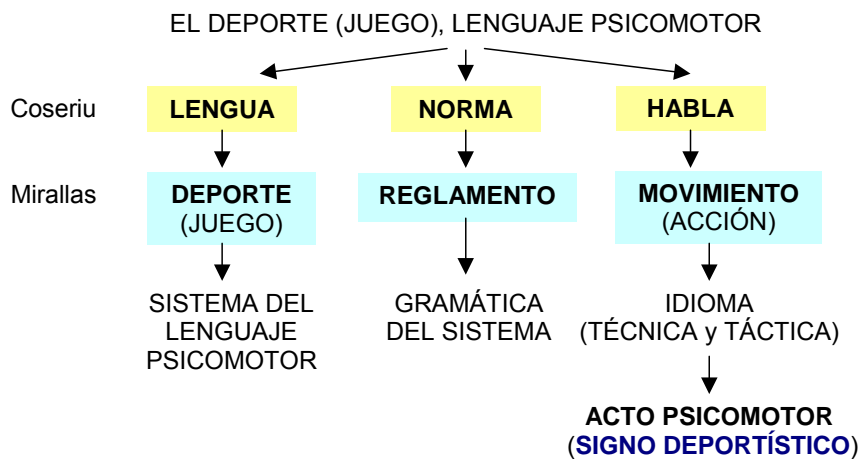 EL DEPORTE (JUEGO), LENGUAJE PSICOMOTOR
Coseriu LENGUA NORMA HABLA
Mirallas DEPORTE (JUEGO) REGLAMENTO MOVIMIENTO (ACCIÓN)
SISTEMA DEL LENGUAJE PSICOMOTOR
GRAMÁTICA DEL SISTEMA
IDIOMA (TÉCNICA y TÁCTICA)
ACTO PSICOMOTOR
(SIGNO DEPORTÍSTICO)